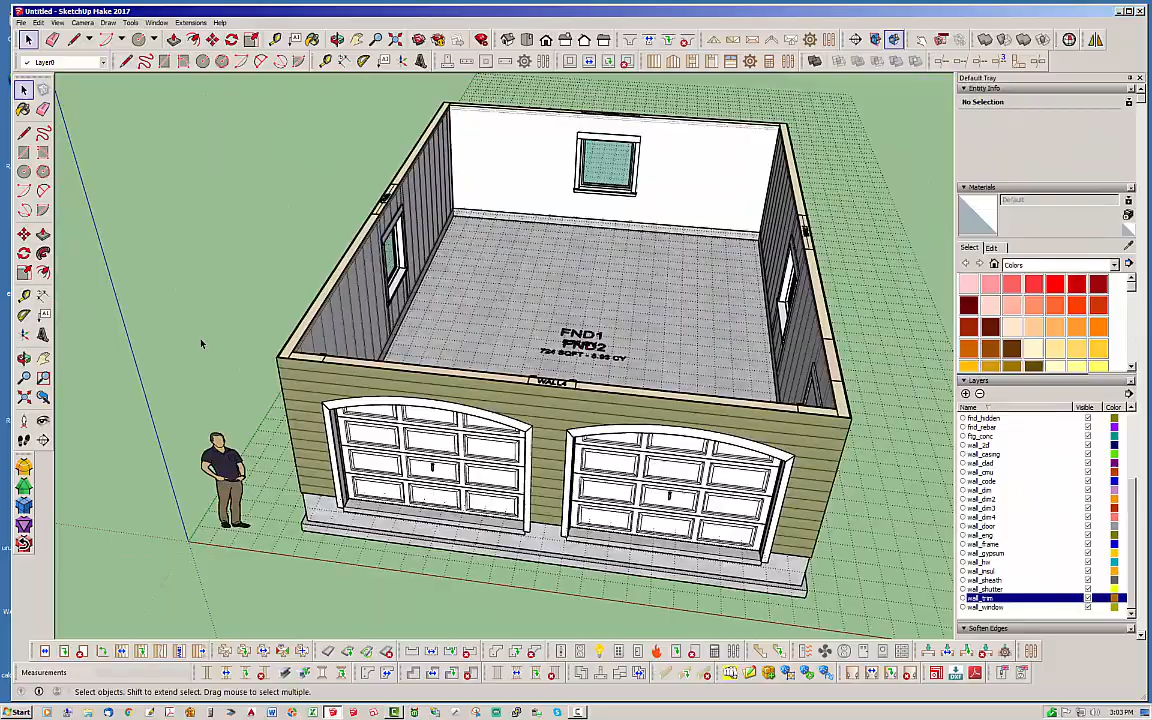 Untitled - SketchUp Make 2017
File Edit View Camera Draw Tools Window Extensions Help
Layer0
Default Tray
Entity Info
No Selection
Materials
Default
Select Edit
Colors
Layers
Name Visible Color
fnd_hidden
fnd_rebar
ftg_conc
wall_2d
wall_casing
wall_clad
wall_cmu
wall_code
wall_dim
wall_dim2
wall_dim3
wall_dim4
wall_door
wall_eng
wall_frame
wall_gypsum
wall_hw
wall_insul
wall_sheath
wall_shutter
wall_trim
wall_window
Soften Edges
FND1
FND2
WALL4
Measurements
Select objects. Shift to extend select. Drag mouse to select multiple.
Start
3:03 PM